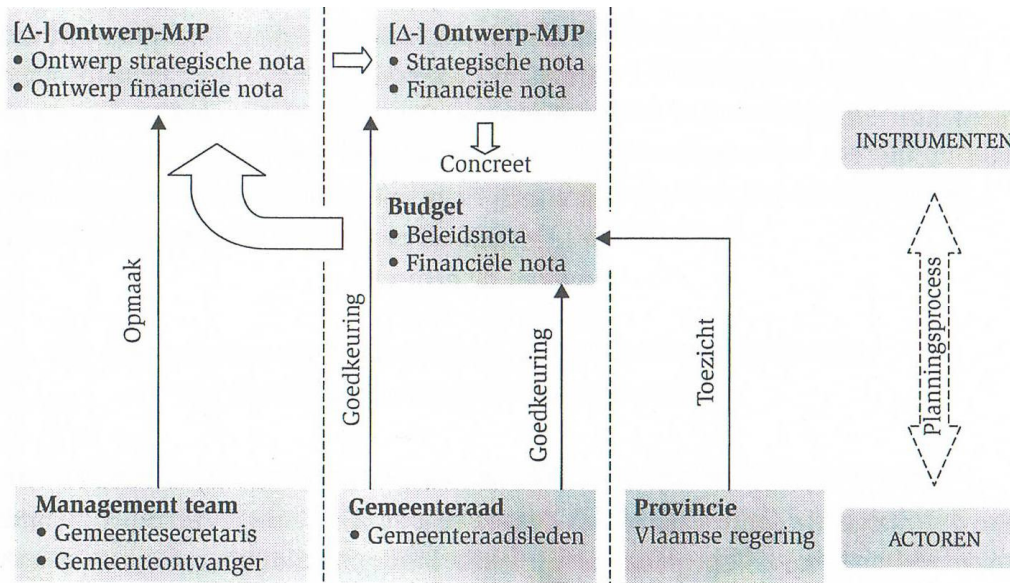 [Δ-] Ontwerp-MJP
• Ontwerp strategische nota
• Ontwerp financiële nota
[Δ-] Ontwerp-MJP
• Strategische nota
• Financiële nota
Concreet
Budget
• Beleidsnota
• Financiële nota
Opmaak
Goedkeuring
Goedkeuring
Toezicht
INSTRUMENTEN
Planningsprocess
ACTOREN
Management team
• Gemeentesecretaris
• Gemeenteontvanger
Gemeenteraad
• Gemeenteraadsleden
Provincie
Vlaamse regering